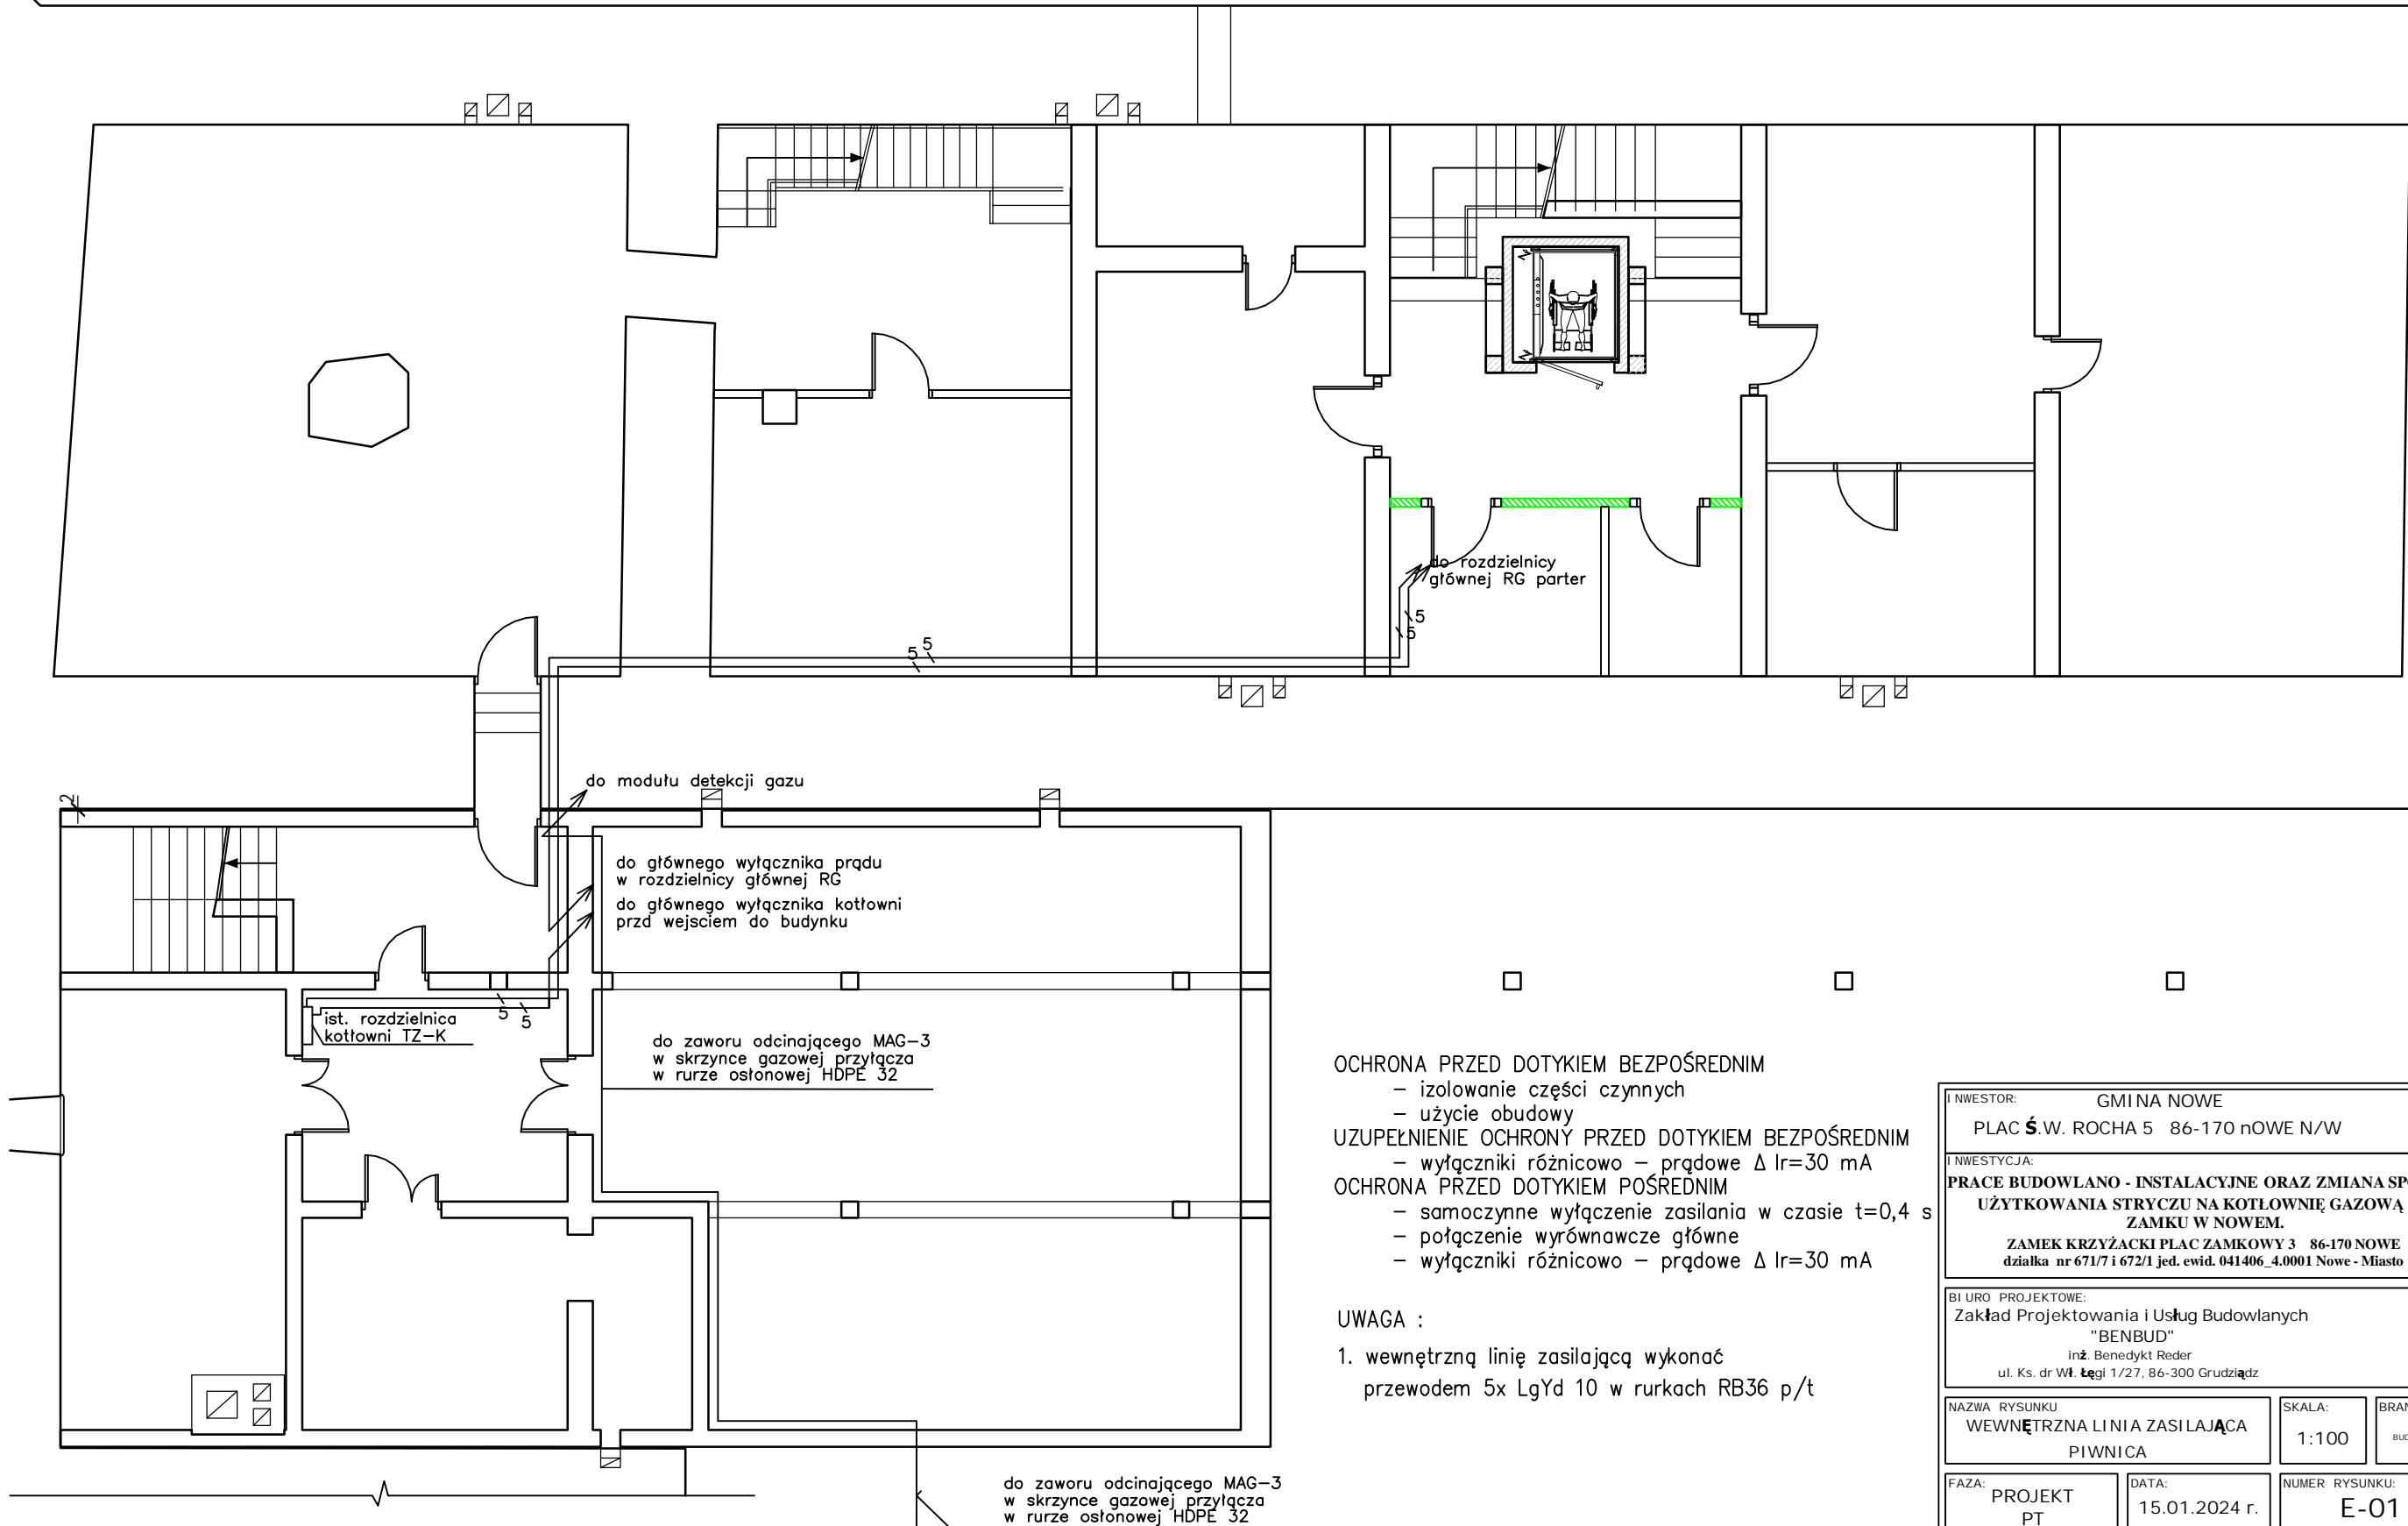 do rozdzielnicy
głównej RG parter
5
5
5
5
do modułu detekcji gazu
2
do głównego wyłącznika prądu
w rozdzielnicy głównej RG
do głównego wyłącznika kotłowni
przd wejsciem do budynku
5
5
ist. rozdzielnica
kotłowni TZ-K
do zaworu odcinającego MAG-3
w skrzynce gazowej przyłącza
w rurze osłonowej HDPE 32
do zaworu odcinającego MAG-3
w skrzynce gazowej przyłącza
w rurze osłonowej HDPE 32
OCHRONA PRZED DOTYKIEM BEZPOŚREDNIM
- izolowanie części czynnych
- użycie obudowy
UZUPEŁNIENIE OCHRONY PRZED DOTYKIEM BEZPOŚREDNIM
- wyłączniki różnicowo - prądowe Δ Ir=30 mA
OCHRONA PRZED DOTYKIEM POŚREDNIM
- samoczynne wyłączenie zasilania w czasie t=0,4 s
- połączenie wyrównawcze główne
- wyłączniki różnicowo - prądowe Δ Ir=30 mA
UWAGA :
1. wewnętrzną linię zasilającą wykonać
przewodem 5x LgYd 10 w rurkach RB36 p/t
INWESTOR:
GMINA NOWE
PLAC Ś.W. ROCHA 5 86-170 nOWE N/W
INWESTYCJA:
PRACE BUDOWLANO - INSTALACYJNE ORAZ ZMIANA
UŻYTKOWANIA STRYCZU NA KOTŁOWNIĘ GAZOWĄ
ZAMKU W NOWEM.
ZAMEK KRZYŻACKI PLAC ZAMKOWY 3 86-170 NOWE
działka nr 671/7 i 672/1 jed. ewid. 041406_4.0001 Nowe - Miasto
BIURO PROJEKTOWE:
Zakład Projektowania i Usług Budowlanych
"BENBUD"
inż. Benedykt Reder
ul. Ks. dr Wł. Łęgi 1/27, 86-300 Grudziądz
NAZWA RYSUNKU
WEWNĘTRZNA LINIA ZASILAJĄCA
PIWNICA
SKALA:
1:100
FAZA:
PROJEKT
PT
DATA:
15.01.2024 r.
NUMER RYSUNKU:
E-01